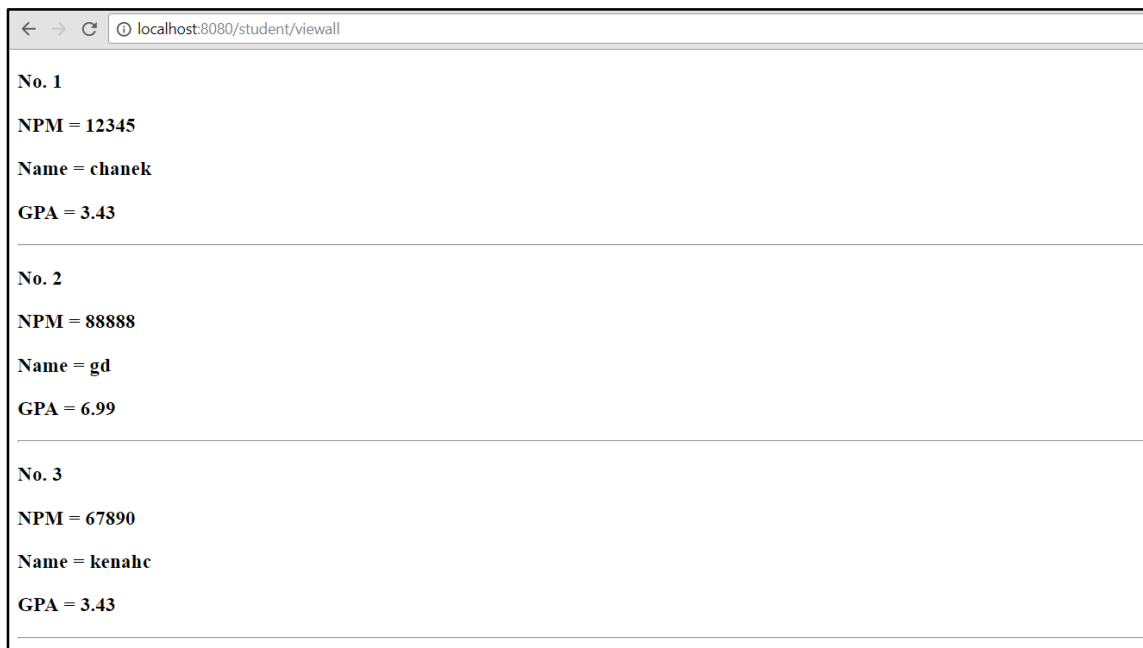 localhost:8080/student/viewall
No. 1
NPM = 12345
Name = chanek
GPA = 3.43
No. 2
NPM = 88888
Name = gd
GPA = 6.99
No. 3
NPM = 67890
Name = kenahc
GPA = 3.43